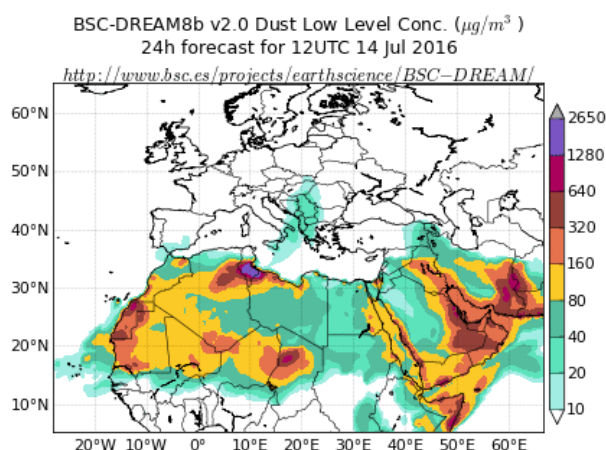 BSC-DREAM8b v2.0 Dust Low Level Conc. (μg/m³ )
24h forecast for 12UTC 14 Jul 2016
http://www.bsc.es/projects/earthscience/BSC−DREAM/
60°N
50°N
40°N
30°N
20°N
10°N
20°W
10°W
0°
10°E
20°E
30°E
40°E
50°E
60°E
2650
1280
640
320
160
80
40
20
10